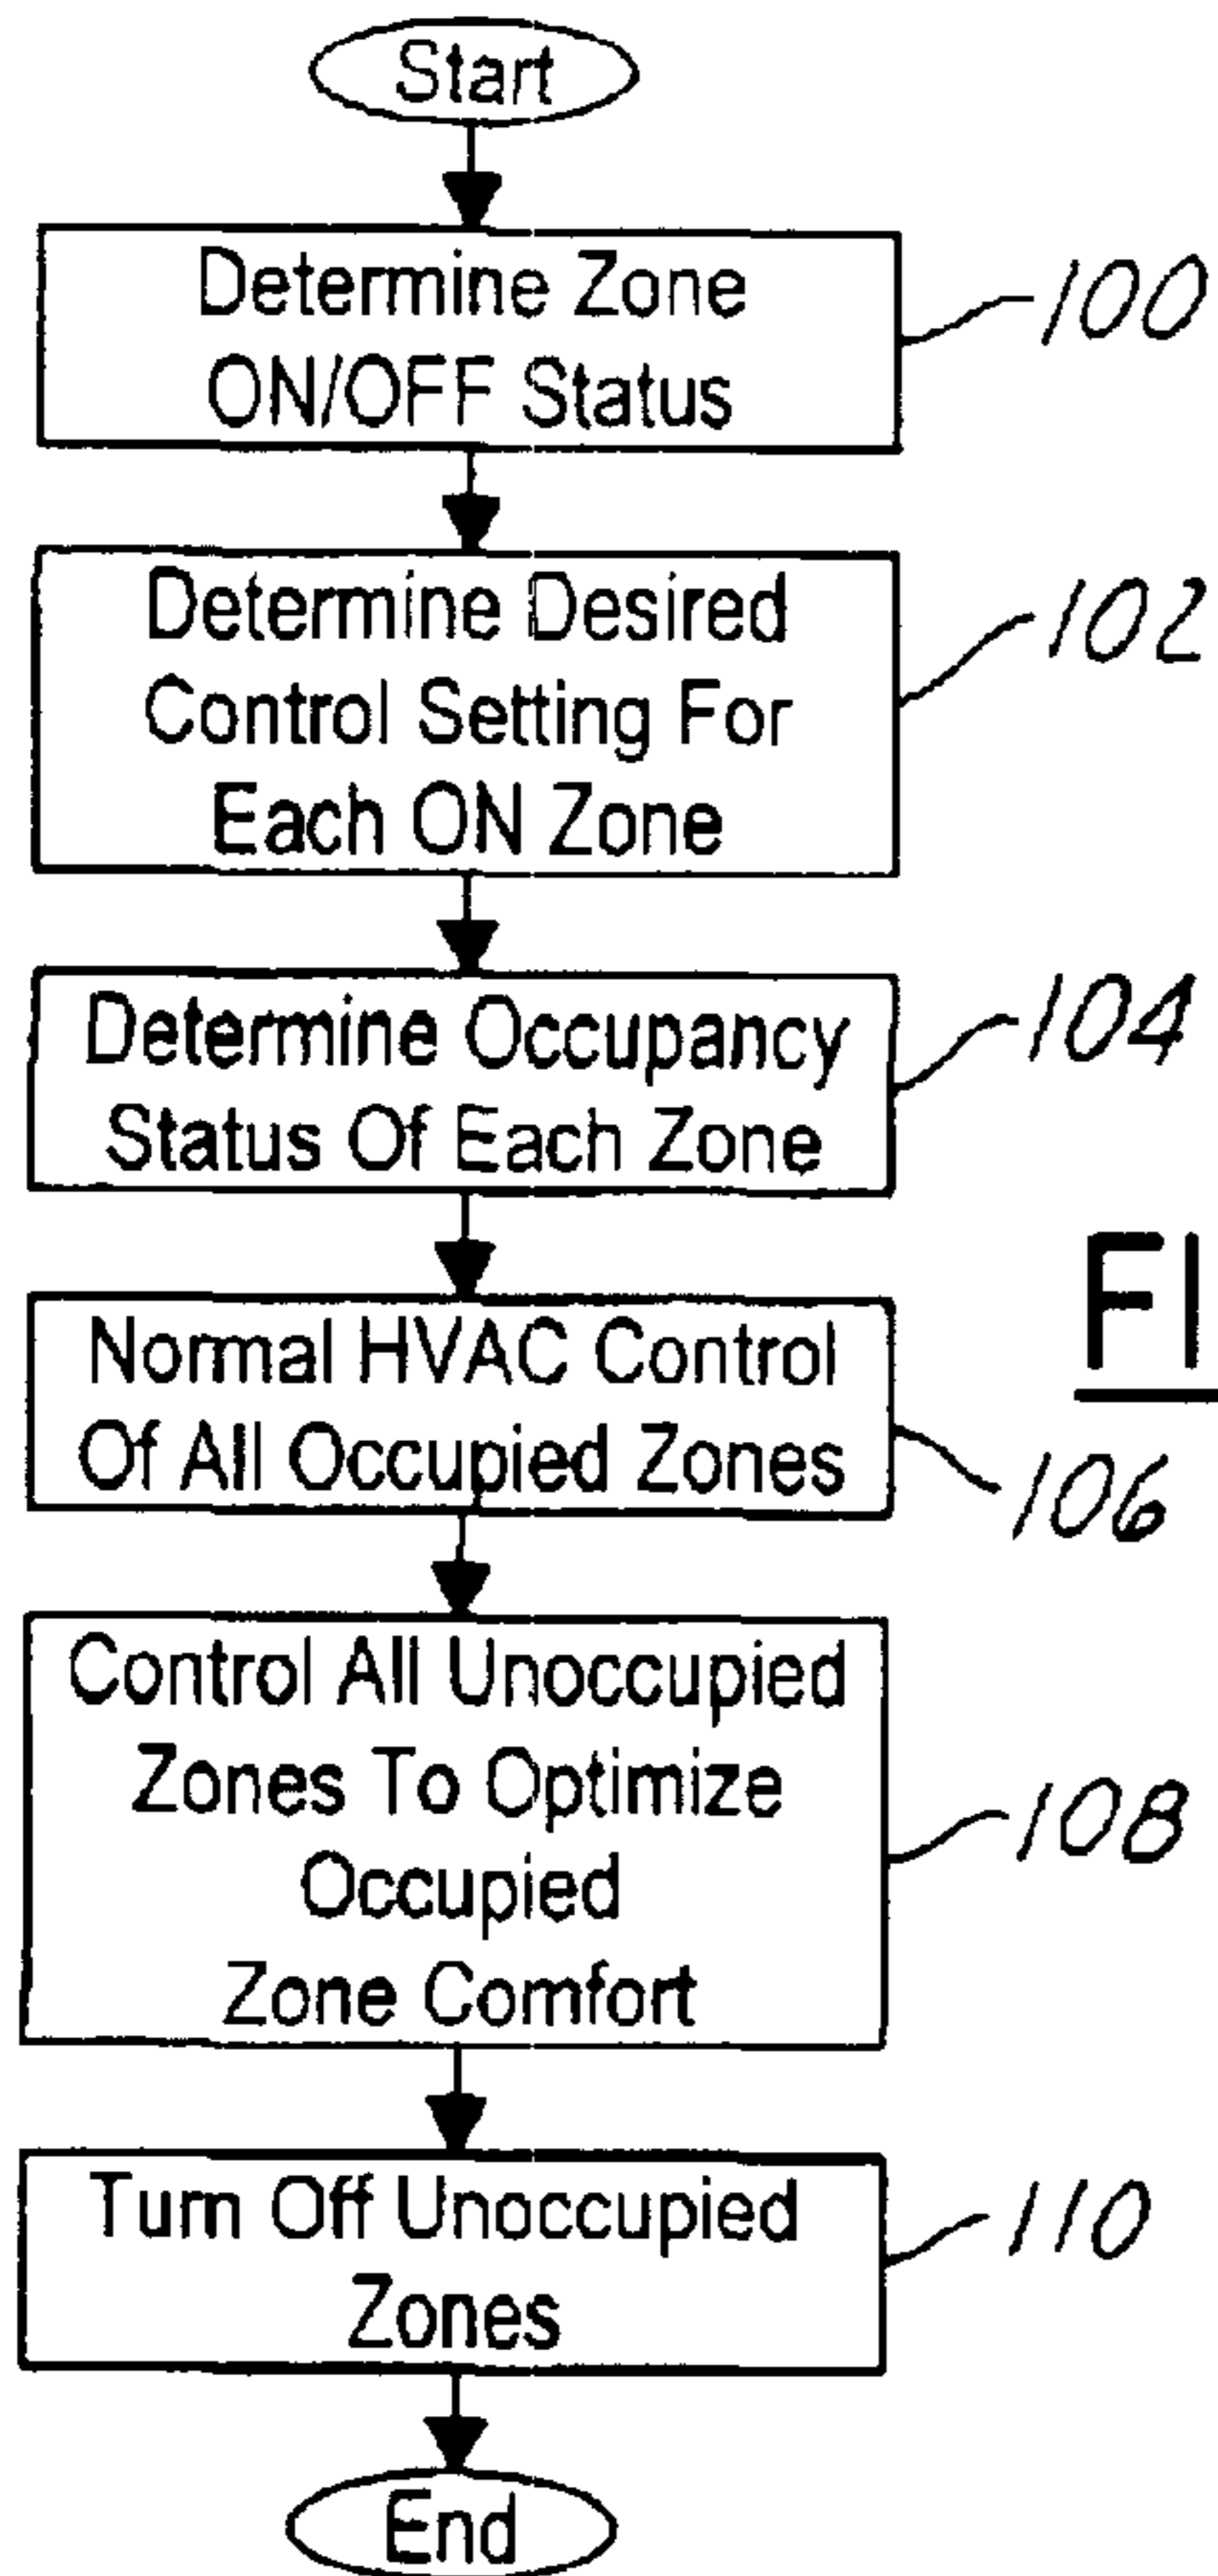 Start
Determine Zone
ON/OFF Status
100
Determine Desired
Control Setting For
Each ON Zone
102
Determine Occupancy
Status Of Each Zone
104
FI
Normal HVAC Control
Of All Occupied Zones
106
Control All Unoccupied
Zones To Optimize
Occupied
Zone Comfort
108
Turn Off Unoccupied
Zones
110
End